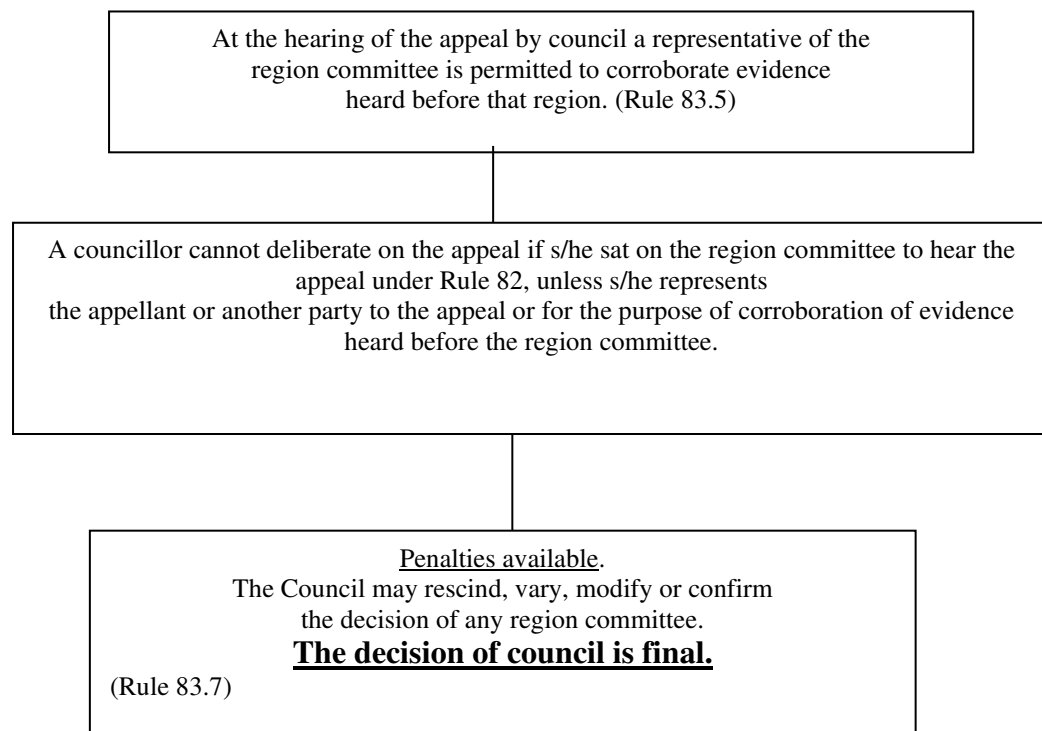 At the hearing of the appeal by council a representative of the
region committee is permitted to corroborate evidence
heard before that region. (Rule 83.5)
A councillor cannot deliberate on the appeal if s/he sat on the region committee to hear the
appeal under Rule 82, unless s/he represents
the appellant or another party to the appeal or for the purpose of corroboration of evidence
heard before the region committee.
Penalties available.
The Council may rescind, vary, modify or confirm
the decision of any region committee.
The decision of council is final.
(Rule 83.7)